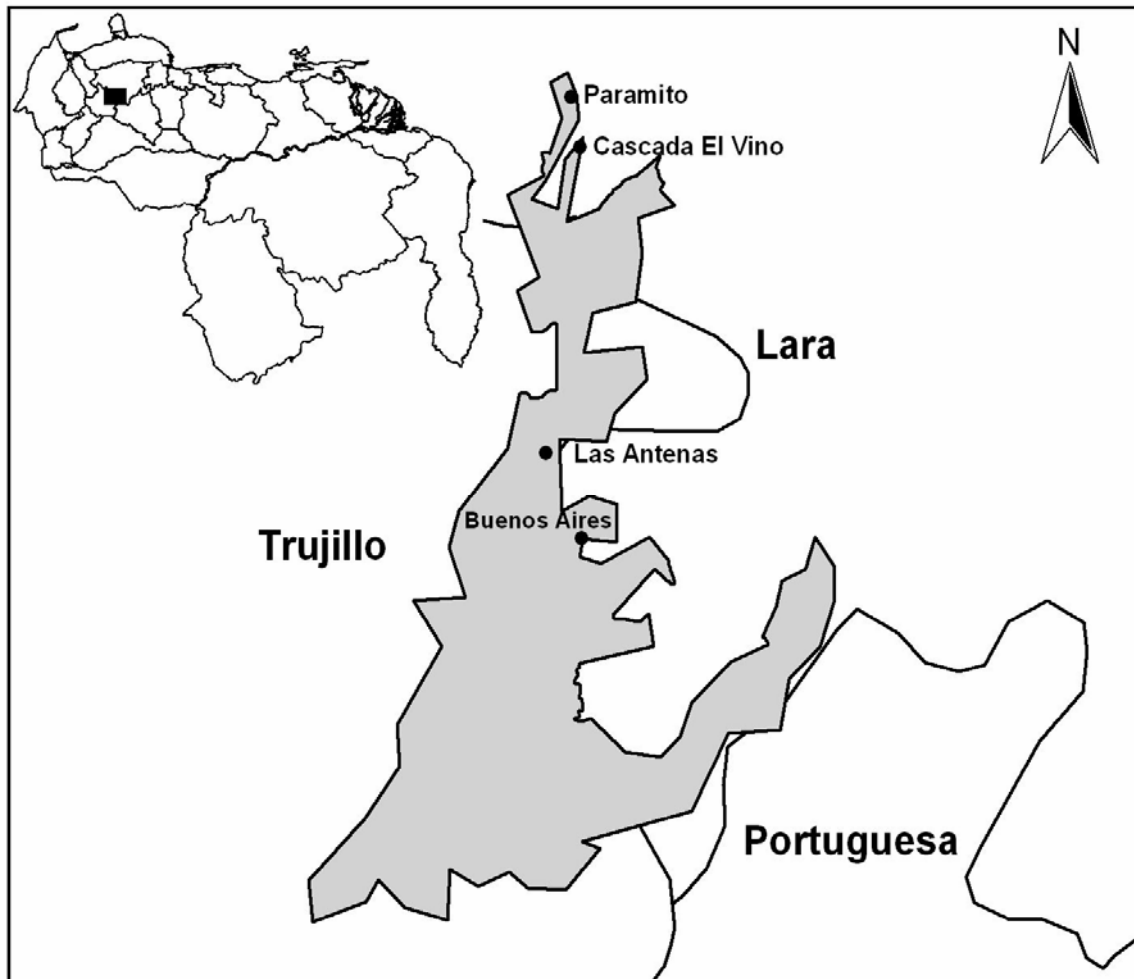 N
Paramito
Cascada El Vino
Lara
Las Antenas
Buenos Aires
Trujillo
Portuguesa